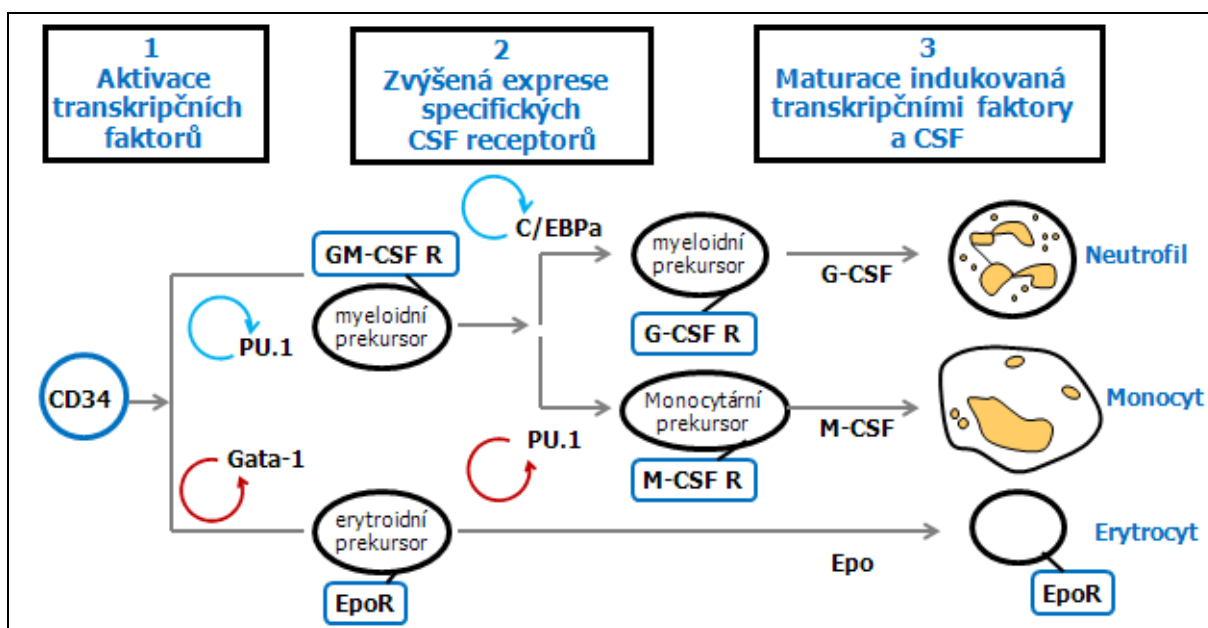 1
Aktivace
transkripčních
faktorů
2
Zvýšená exprese
specifických
CSF receptorů
3
Maturace indukovaná
transkripčními faktory
a CSF
C/EBPa
GM-CSF R
myeloidní
prekursor
PU.1
myeloidní
prekursor
G-CSF R
G-CSF
Neutrofil
CD34
Monocytární
prekursor
M-CSF R
PU.1
M-CSF
Monocyt
Gata-1
erytroidní
prekursor
EpoR
Epo
Erytrocyt
EpoR